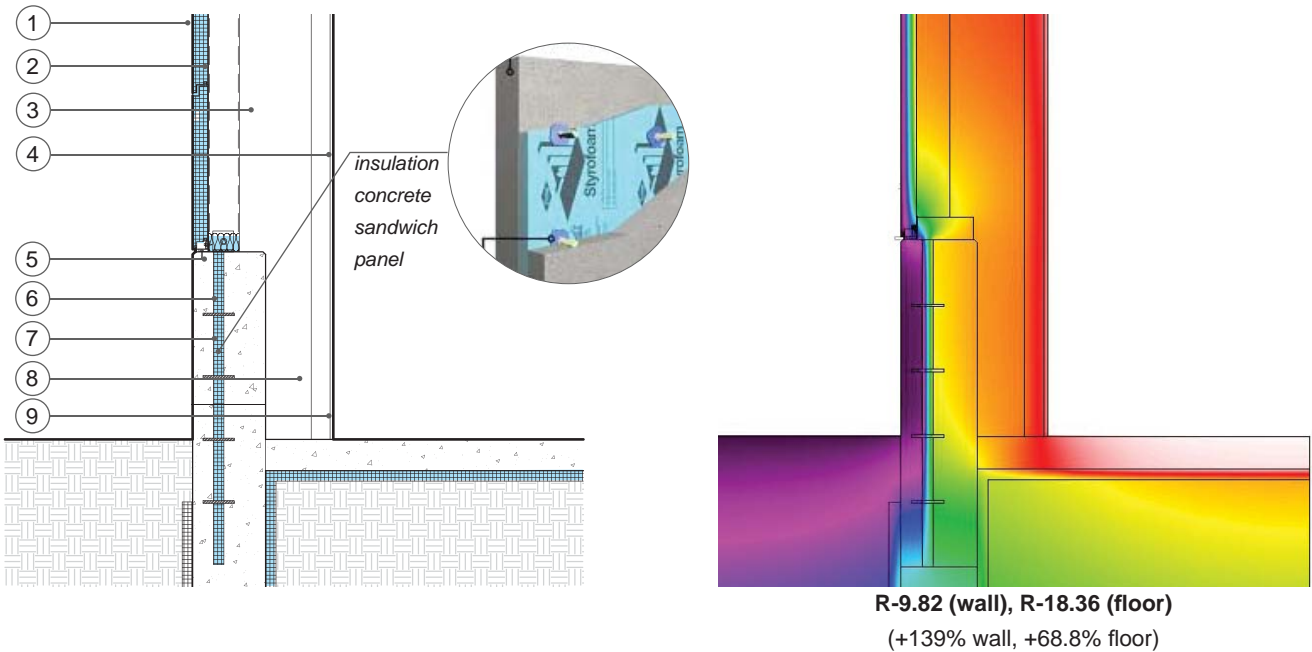 1
2
3
4
5
6
7
8
9
insulation
concrete
sandwich
panel
Styrofoam
R-9.82 (wall), R-18.36 (floor)
(+139% wall, +68.8% floor)